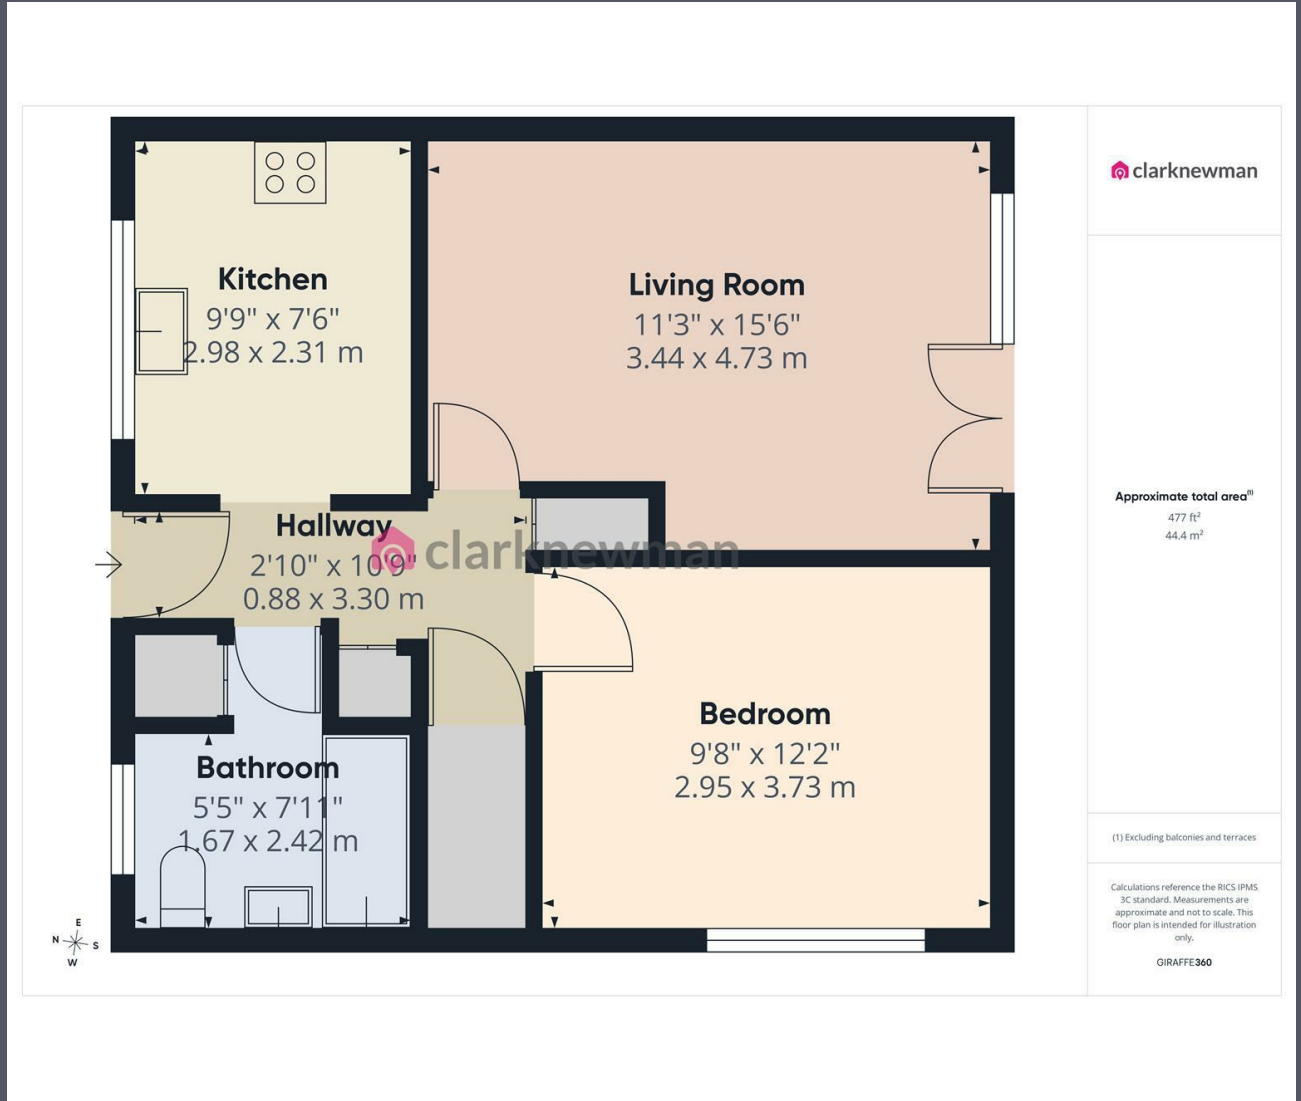 Kitchen
9'9" x 7'6"
2.98 x 2.31 m
Living Room
11'3" x 15'6"
3.44 x 4.73 m
Hallway
2'10" x 10'9"
0.88 x 3.30 m
clarknewman
Bedroom
9'8" x 12'2"
2.95 x 3.73 m
Bathroom
5'5" x 7'11"
1.67 x 2.42 m
E
N
S
W
clarknewman
Approximate total area(1)
477 ft²
44.4 m²
(1) Excluding balconies and terraces
Calculations reference the RICS IPMS
3C standard. Measurements are
approximate and not to scale. This
floor plan is intended for illustration
only.
GIRAFFE360